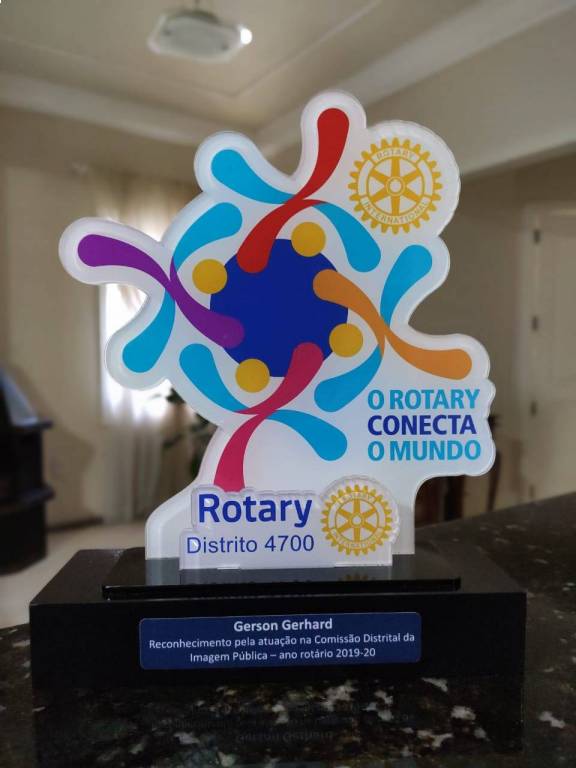 ROTARY
INTERNATIONAL
O ROTARY
CONECTA
O MUNDO
Rotary
Distrito 4700
Gerson Gerhard
Reconhecimento pela atuação na Comissão Distrital da
Imagem Pública – ano rotário 2019-20